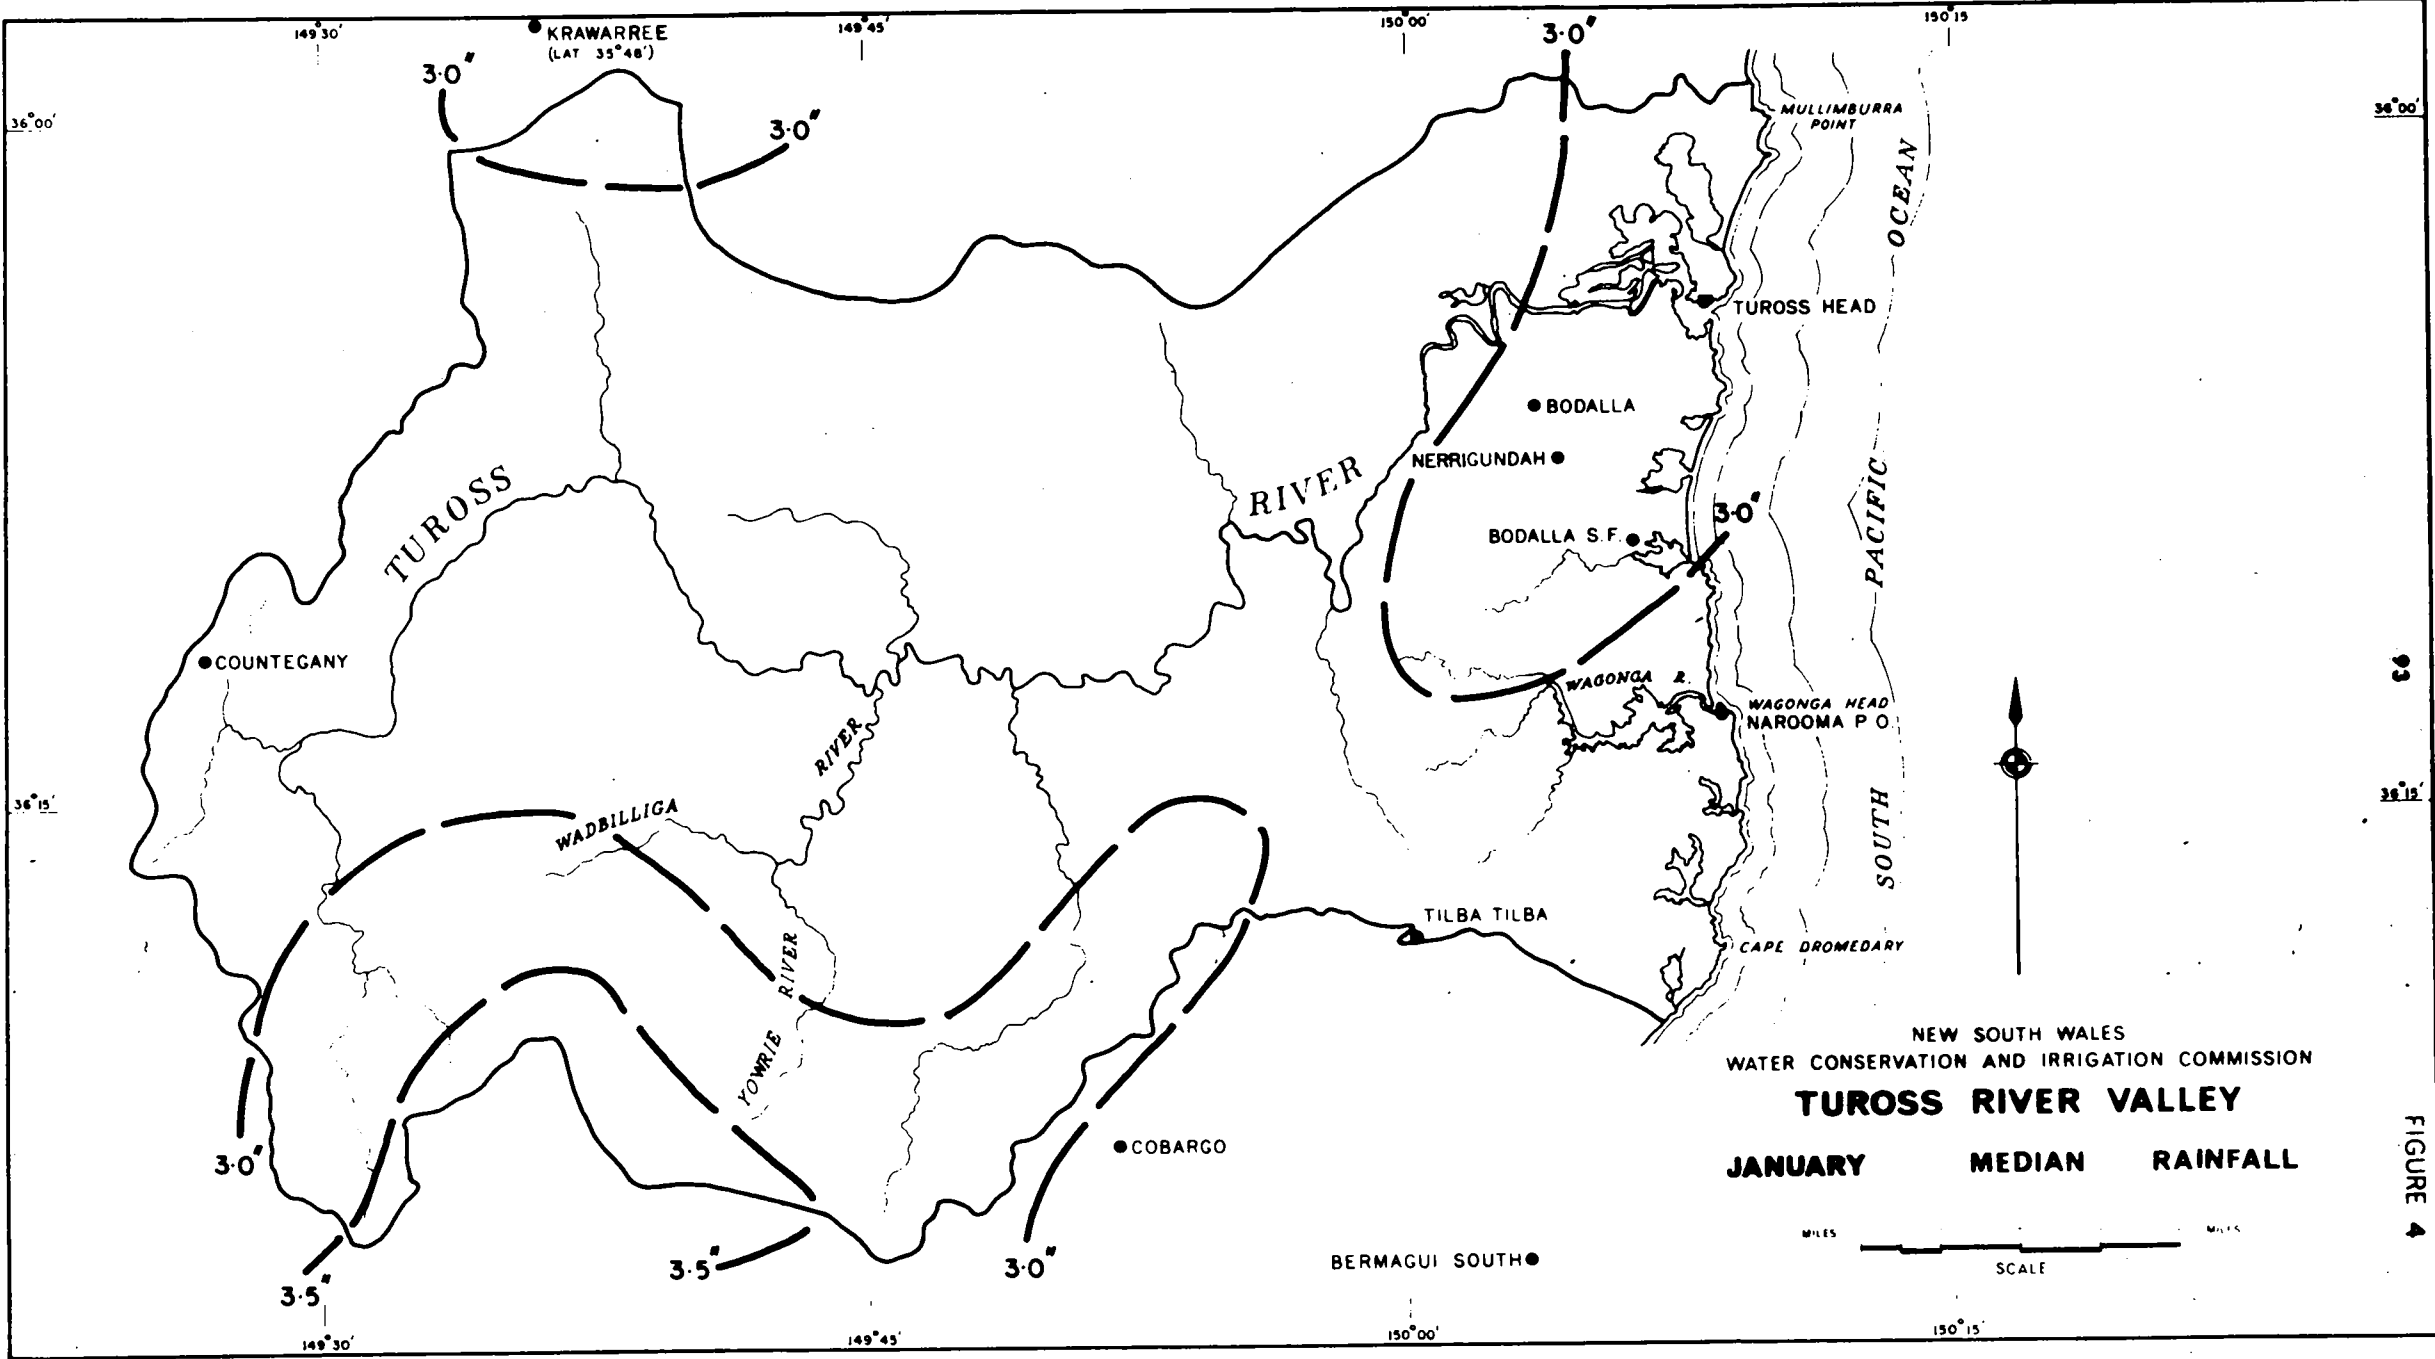 149°30'
KRAWARREE
(LAT 35°48')
149°45'
150°00'
150°15'
3.0"
3.0"
3.0"
3.0"
36°00'
36°00'
MULLIMBURRA
POINT
OCEAN
TUROSS HEAD
BODALLA
NERRIGUNDAH
RIVER
TUROSS
3.0"
BODALLA S.F.
PACIFIC
COUNTEGANY
WAGONGA R.
WAGONGA HEAD
NAROOMA P O.
93
RIVER
36°15'
36°15'
WADBILLIGA
SOUTH
TILBA TILBA
CAPE DROMEDARY
RIVER
YOWRIE
NEW SOUTH WALES
WATER CONSERVATION AND IRRIGATION COMMISSION
TUROSS RIVER VALLEY
JANUARY MEDIAN RAINFALL
COBARGO
3.0"
3.5"
3.5"
3.0"
BERMAGUI SOUTH
MILES
MILES
SCALE
FIGURE 4
149°30'
149°45'
150°00'
150°15'